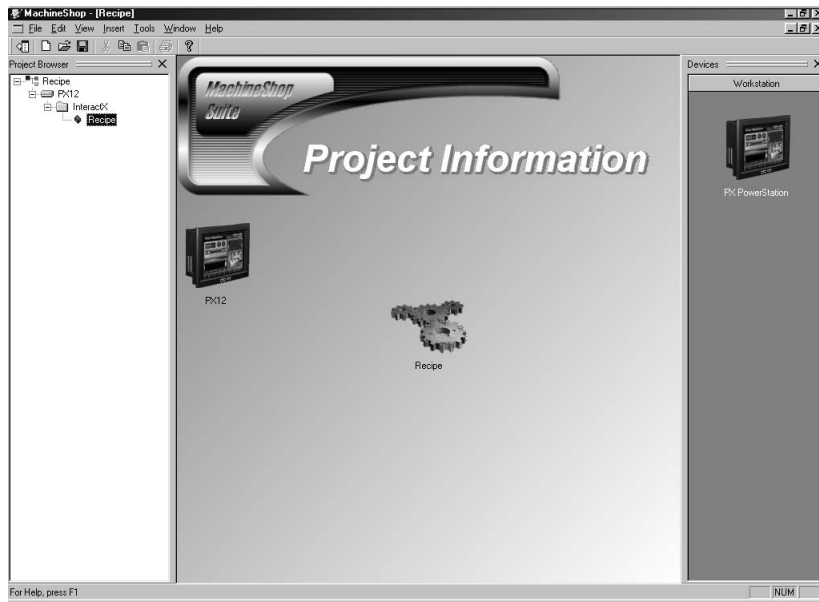 MachineShop - [Recipe]
File Edit View Insert Tools Window Help
Project Browser
Recipe
PX12
InteractX
Recipe
MachineShop
Suite
Project Information
PX12
Recipe
Devices
Workstation
PX PowerStation
For Help, press F1
NUM